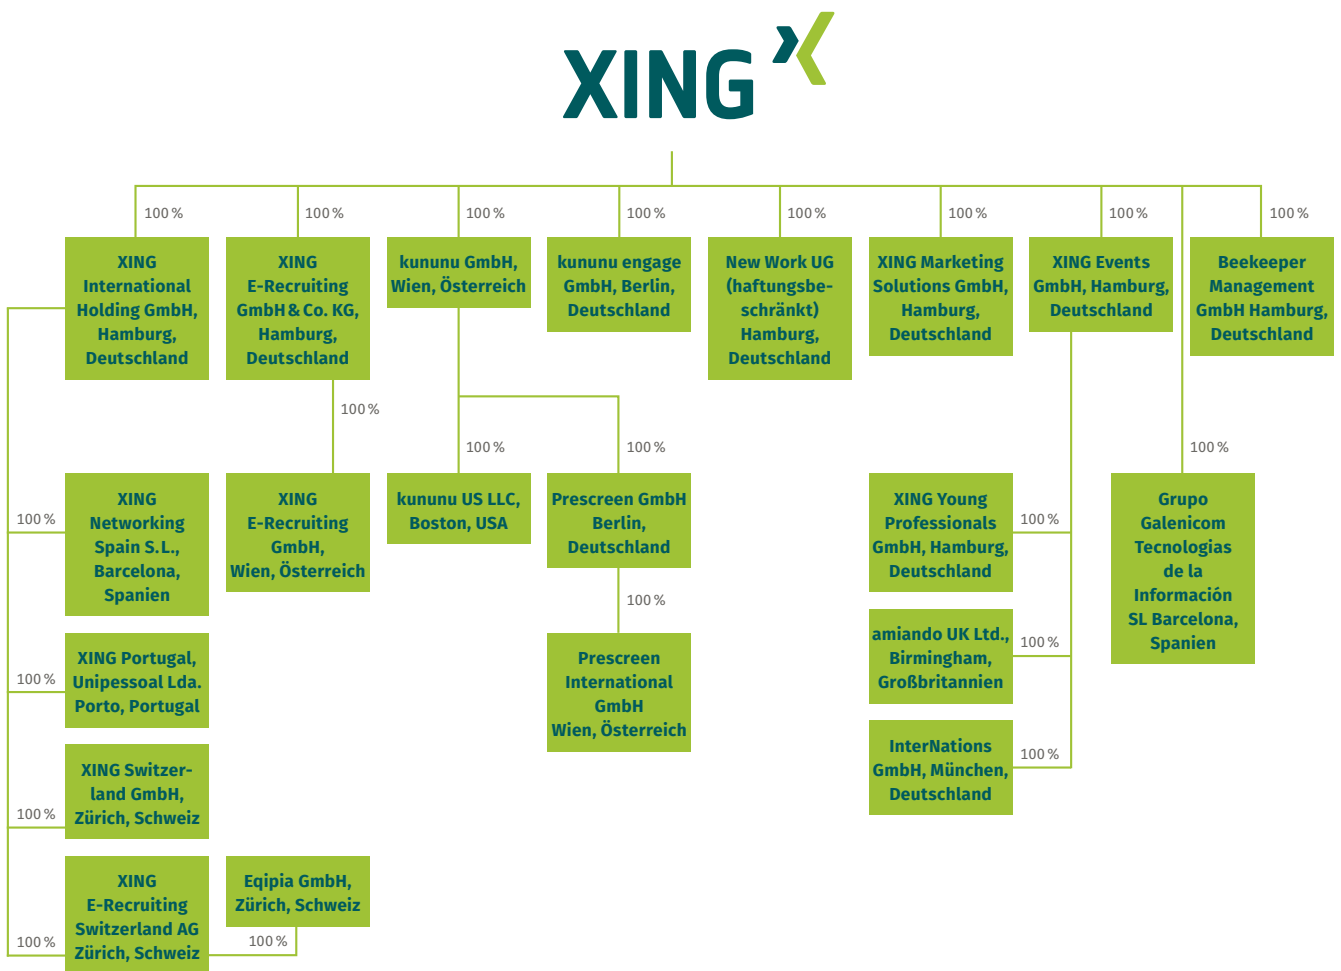 XING
100 %
100 %
100 %
100 %
100 %
100 %
100 %
100 %
XING
International
Holding GmbH,
Hamburg,
Deutschland
XING
E-Recruiting
GmbH & Co. KG,
Hamburg,
Deutschland
kununu GmbH,
Wien, Österreich
kununu engage
GmbH, Berlin,
Deutschland
New Work UG
(haftungsbe-
schränkt)
Hamburg,
Deutschland
XING Marketing
Solutions GmbH,
Hamburg,
Deutschland
XING Events
GmbH, Hamburg,
Deutschland
Beekeeper
Management
GmbH Hamburg,
Deutschland
100 %
100 %
100 %
100 %
100 %
XING
Networking
Spain S. L.,
Barcelona,
Spanien
XING
E-Recruiting
GmbH,
Wien, Österreich
kununu US LLC,
Boston, USA
Prescreen GmbH
Berlin,
Deutschland
XING Young
Professionals
GmbH, Hamburg,
Deutschland
100 %
Grupo
Galenicom
Tecnologias
de la
Información
SL Barcelona,
Spanien
100 %
100 %
XING Portugal,
Unipessoal Lda.
Porto, Portugal
Prescreen
International
GmbH
Wien, Österreich
amiando UK Ltd.,
Birmingham,
Großbritannien
100 %
100 %
XING Switzer-
land GmbH,
Zürich, Schweiz
InterNations
GmbH, München,
Deutschland
100 %
100 %
XING
E-Recruiting
Switzerland AG
Zürich, Schweiz
Eqipia GmbH,
Zürich, Schweiz
100 %